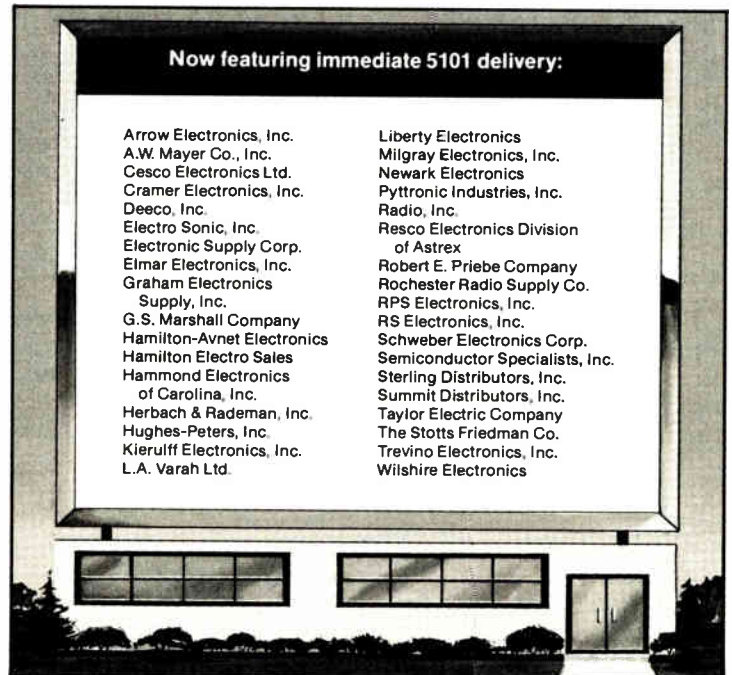 Now featuring immediate 5101 delivery:
Arrow Electronics, Inc.
A.W. Mayer Co., Inc.
Cesco Electronics Ltd.
Cramer Electronics, Inc.
Deeco, Inc.
Electro Sonic, Inc.
Electronic Supply Corp.
Elmar Electronics, Inc.
Graham Electronics
Supply, Inc.
G.S. Marshall Company
Hamilton-Avnet Electronics
Hamilton Electro Sales
Hammond Electronics
of Carolina, Inc.
Herbach & Rademan, Inc.
Hughes-Peters, Inc.
Kierulff Electronics, Inc.
L.A. Varah Ltd.
Liberty Electronics
Milgray Electronics, Inc.
Newark Electronics
Pyttronic Industries, Inc.
Radio, Inc.
Resco Electronics Division
of Astrex
Robert E. Priebe Company
Rochester Radio Supply Co.
RPS Electronics, Inc.
RS Electronics, Inc.
Schweber Electronics Corp.
Semiconductor Specialists, Inc.
Sterling Distributors, Inc.
Summit Distributors, Inc.
Taylor Electric Company
The Stotts Friedman Co.
Trevino Electronics, Inc.
Wilshire Electronics